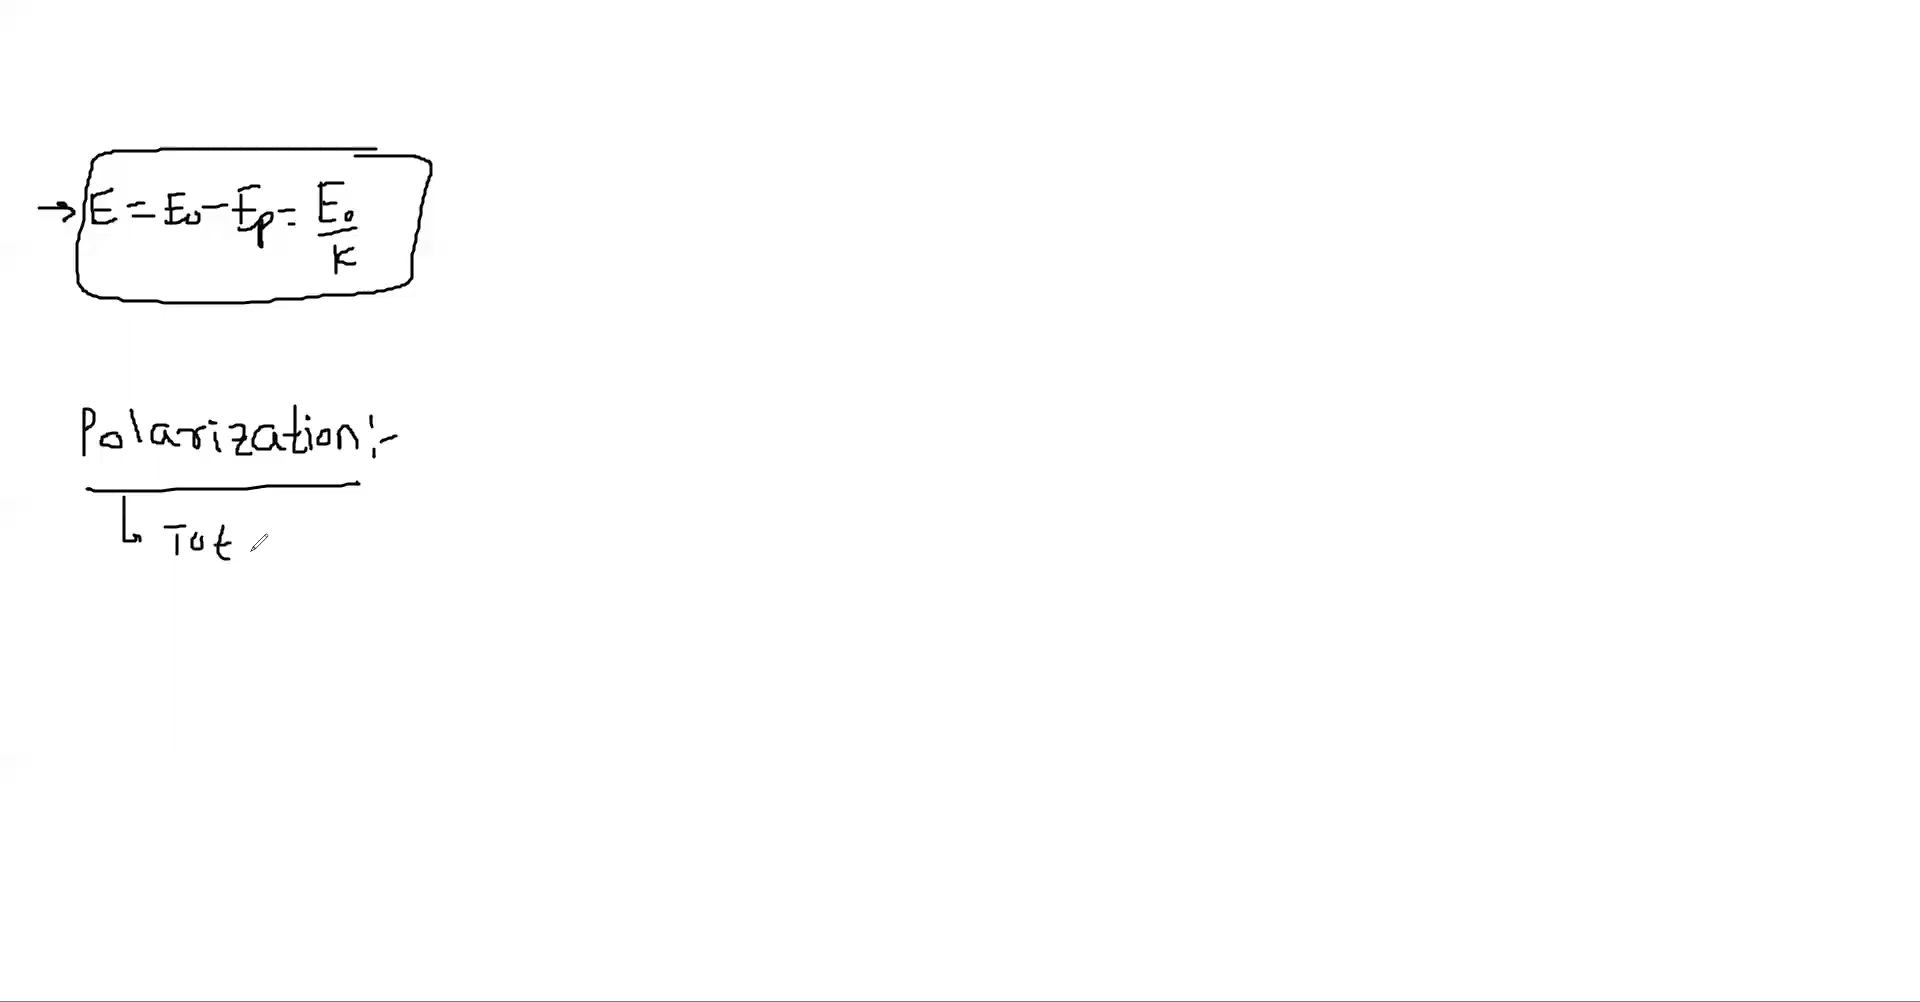 → E = E₀ - Ep = E₀/K
Polarization :-
↳ Tot